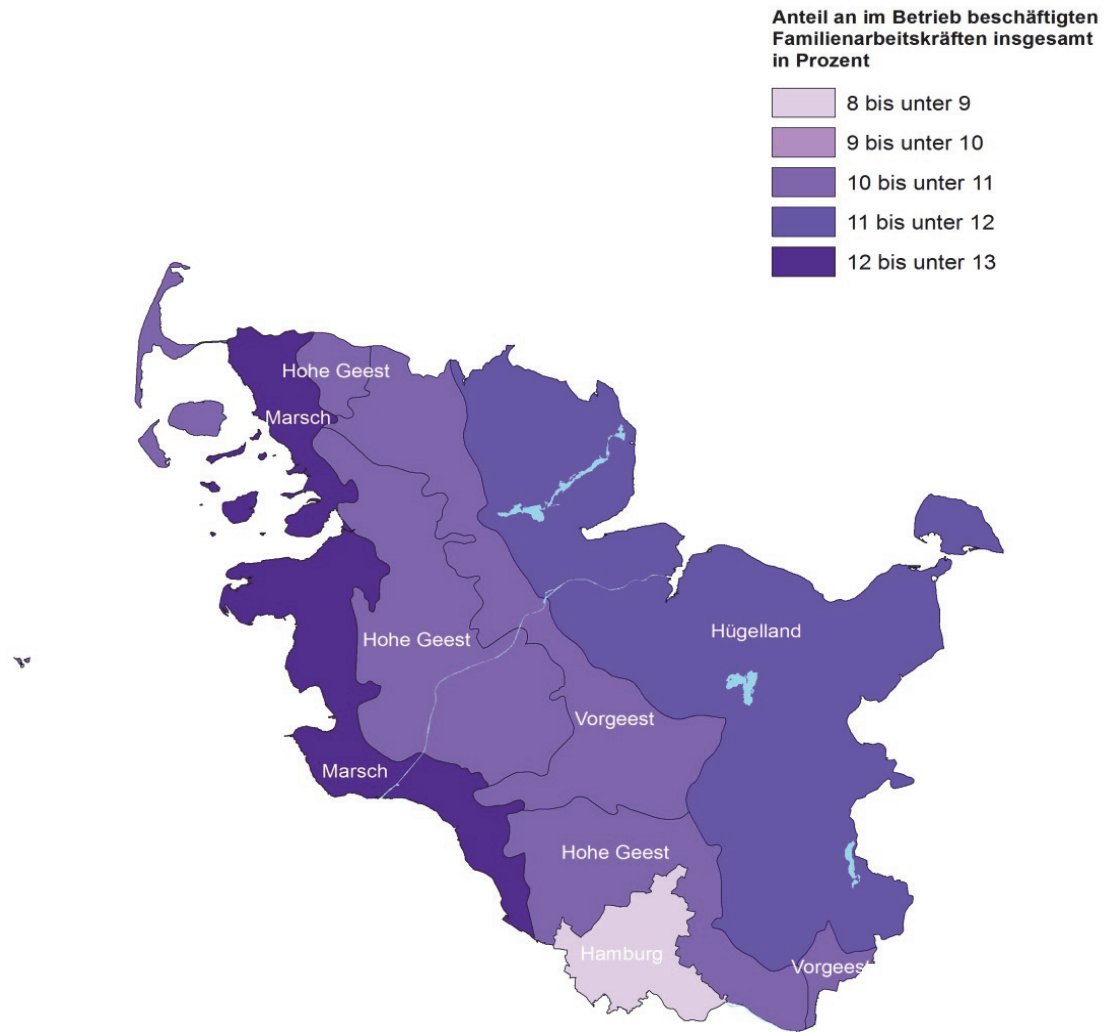 Anteil an im Betrieb beschäftigten
Familienarbeitskräften insgesamt
in Prozent
8 bis unter 9
9 bis unter 10
10 bis unter 11
11 bis unter 12
12 bis unter 13
Hohe Geest
Marsch
Hügelland
Hohe Geest
Vorgeest
Marsch
Hohe Geest
Hamburg
Vorgeest